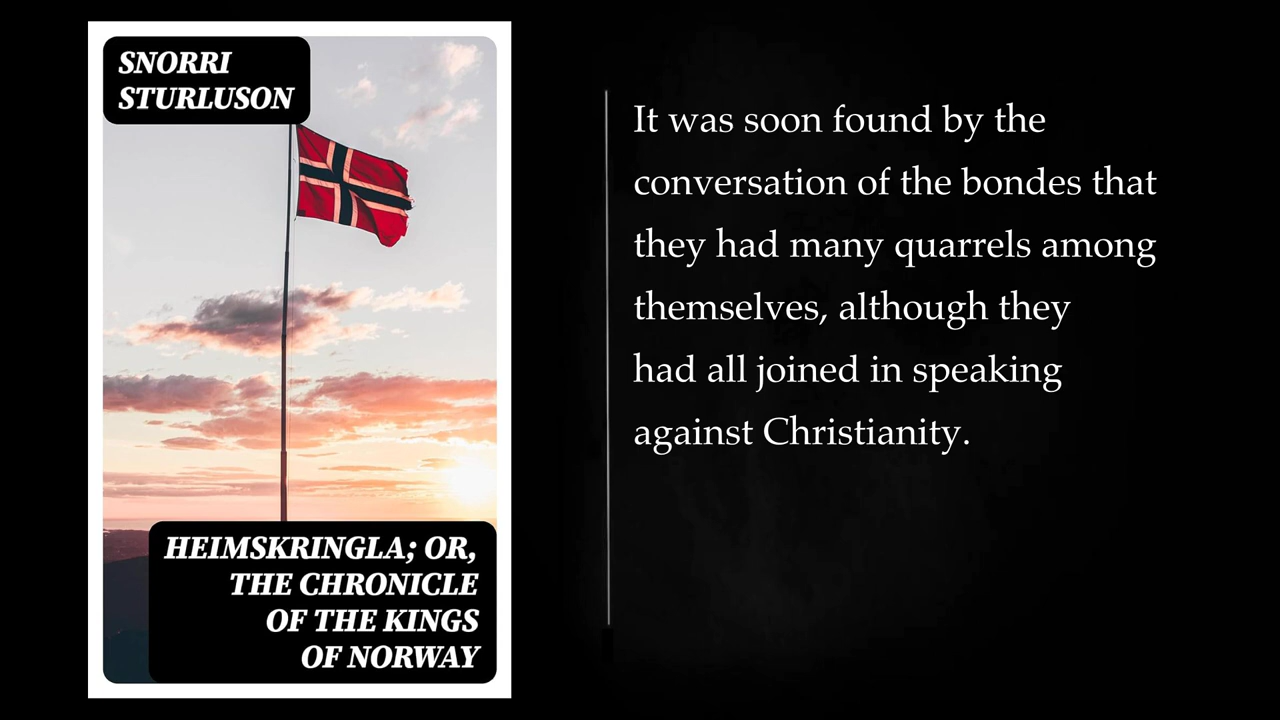 SNORRI
STURLUSON
HEIMSKRINGLA; OR,
THE CHRONICLE
OF THE KINGS
OF NORWAY
It was soon found by the
conversation of the bondes that
they had many quarrels among
themselves, although they
had all joined in speaking
against Christianity.